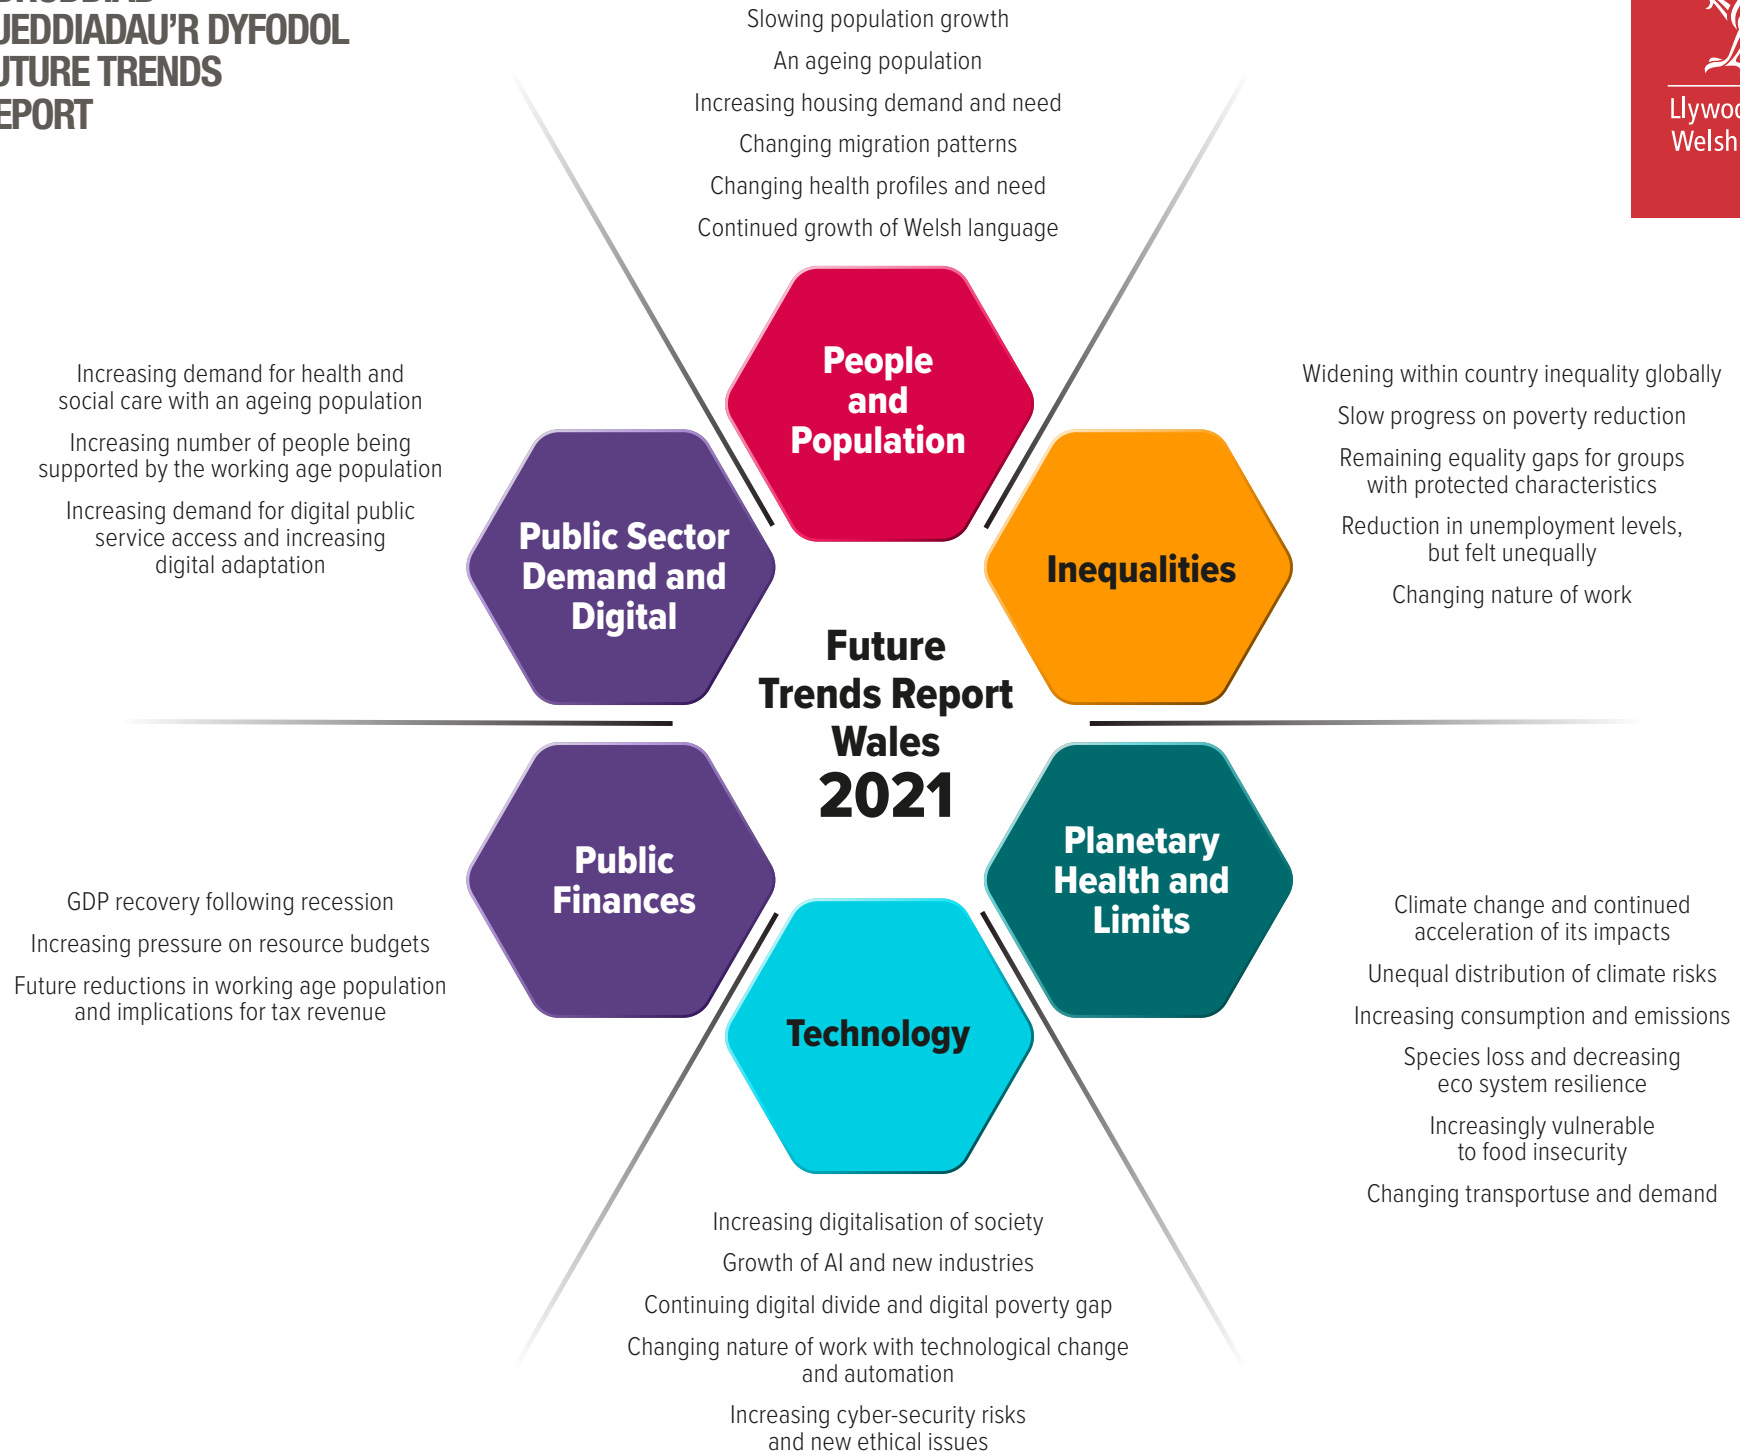 UEDDIADAU'R DYFODOL
UTURE TRENDS
EPORT
Llywod
Welsh
Slowing population growth
An ageing population
Increasing housing demand and need
Changing migration patterns
Changing health profiles and need
Continued growth of Welsh language
People
and
Population
Increasing demand for health and
social care with an ageing population
Increasing number of people being
supported by the working age population
Increasing demand for digital public
service access and increasing
digital adaptation
Public Sector
Demand and
Digital
Widening within country inequality globally
Slow progress on poverty reduction
Remaining equality gaps for groups
with protected characteristics
Reduction in unemployment levels,
but felt unequally
Changing nature of work
Inequalities
Future
Trends Report
Wales
2021
Public
Finances
GDP recovery following recession
Increasing pressure on resource budgets
Future reductions in working age population
and implications for tax revenue
Planetary
Health and
Limits
Climate change and continued
acceleration of its impacts
Unequal distribution of climate risks
Increasing consumption and emissions
Species loss and decreasing
eco system resilience
Increasingly vulnerable
to food insecurity
Changing transportuse and demand
Technology
Increasing digitalisation of society
Growth of AI and new industries
Continuing digital divide and digital poverty gap
Changing nature of work with technological change
and automation
Increasing cyber-security risks
and new ethical issues